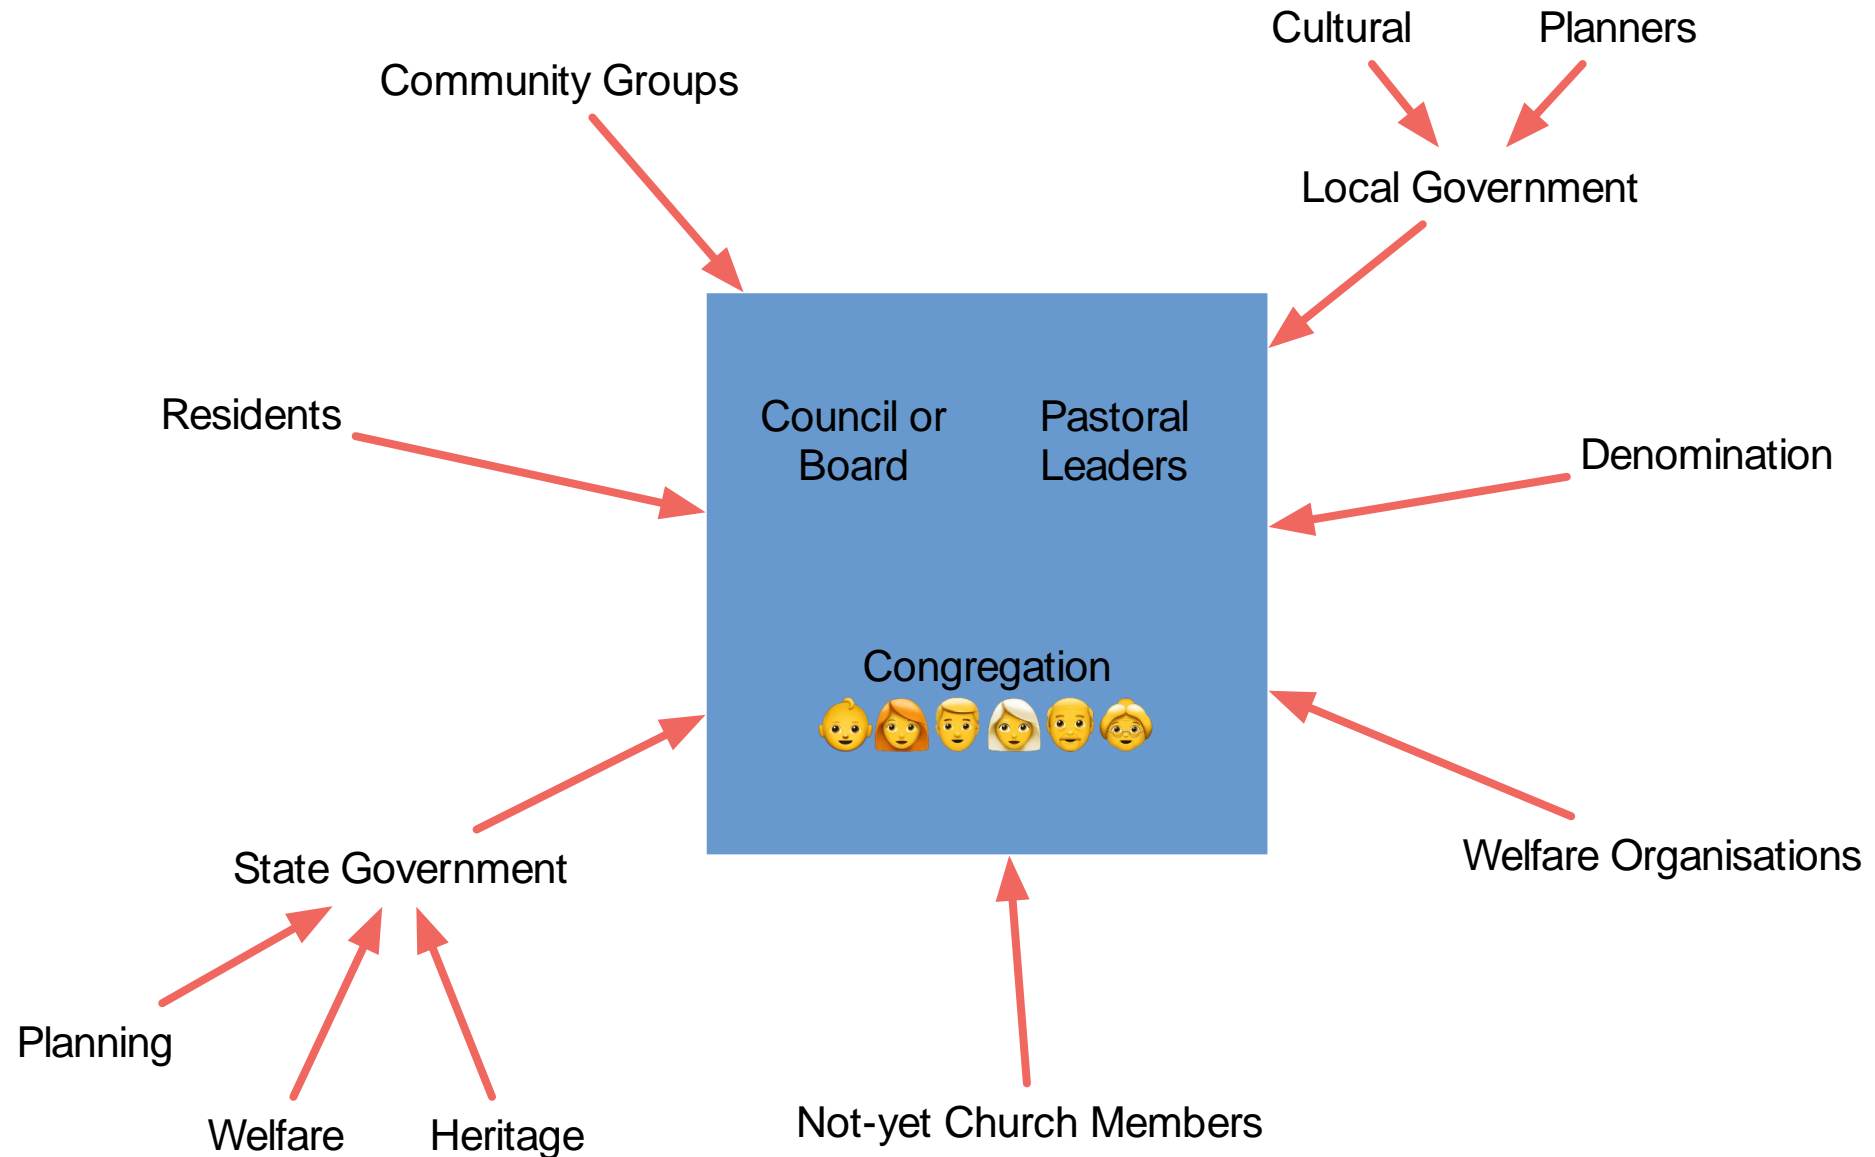 Cultural
Planners
Community Groups
Local Government
Residents
Council or
Board
Pastoral
Leaders
Denomination
Congregation
State Government
Welfare Organisations
Planning
Welfare
Heritage
Not-yet Church Members